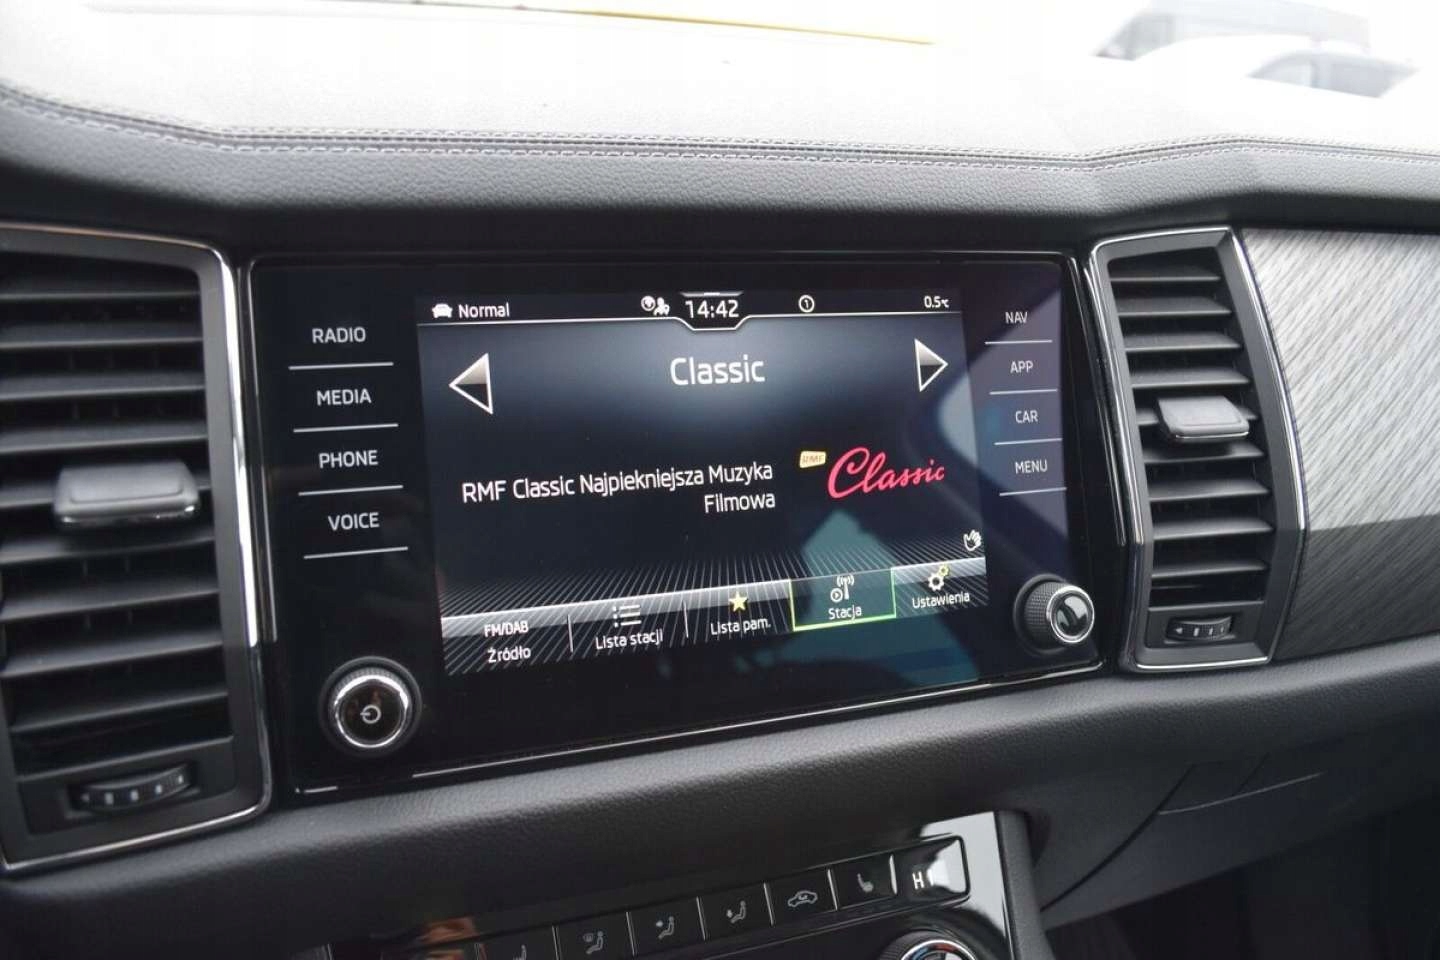 Normal
14:42
1
0.5°C
RADIO
MEDIA
PHONE
VOICE
Classic
RMF Classic Najpiekniejsza Muzyka
Filmowa
RMF Classic
FM/DAB
Źródło
Lista stacji
Lista pam.
Stacja
Ustawienia
NAV
APP
CAR
MENU